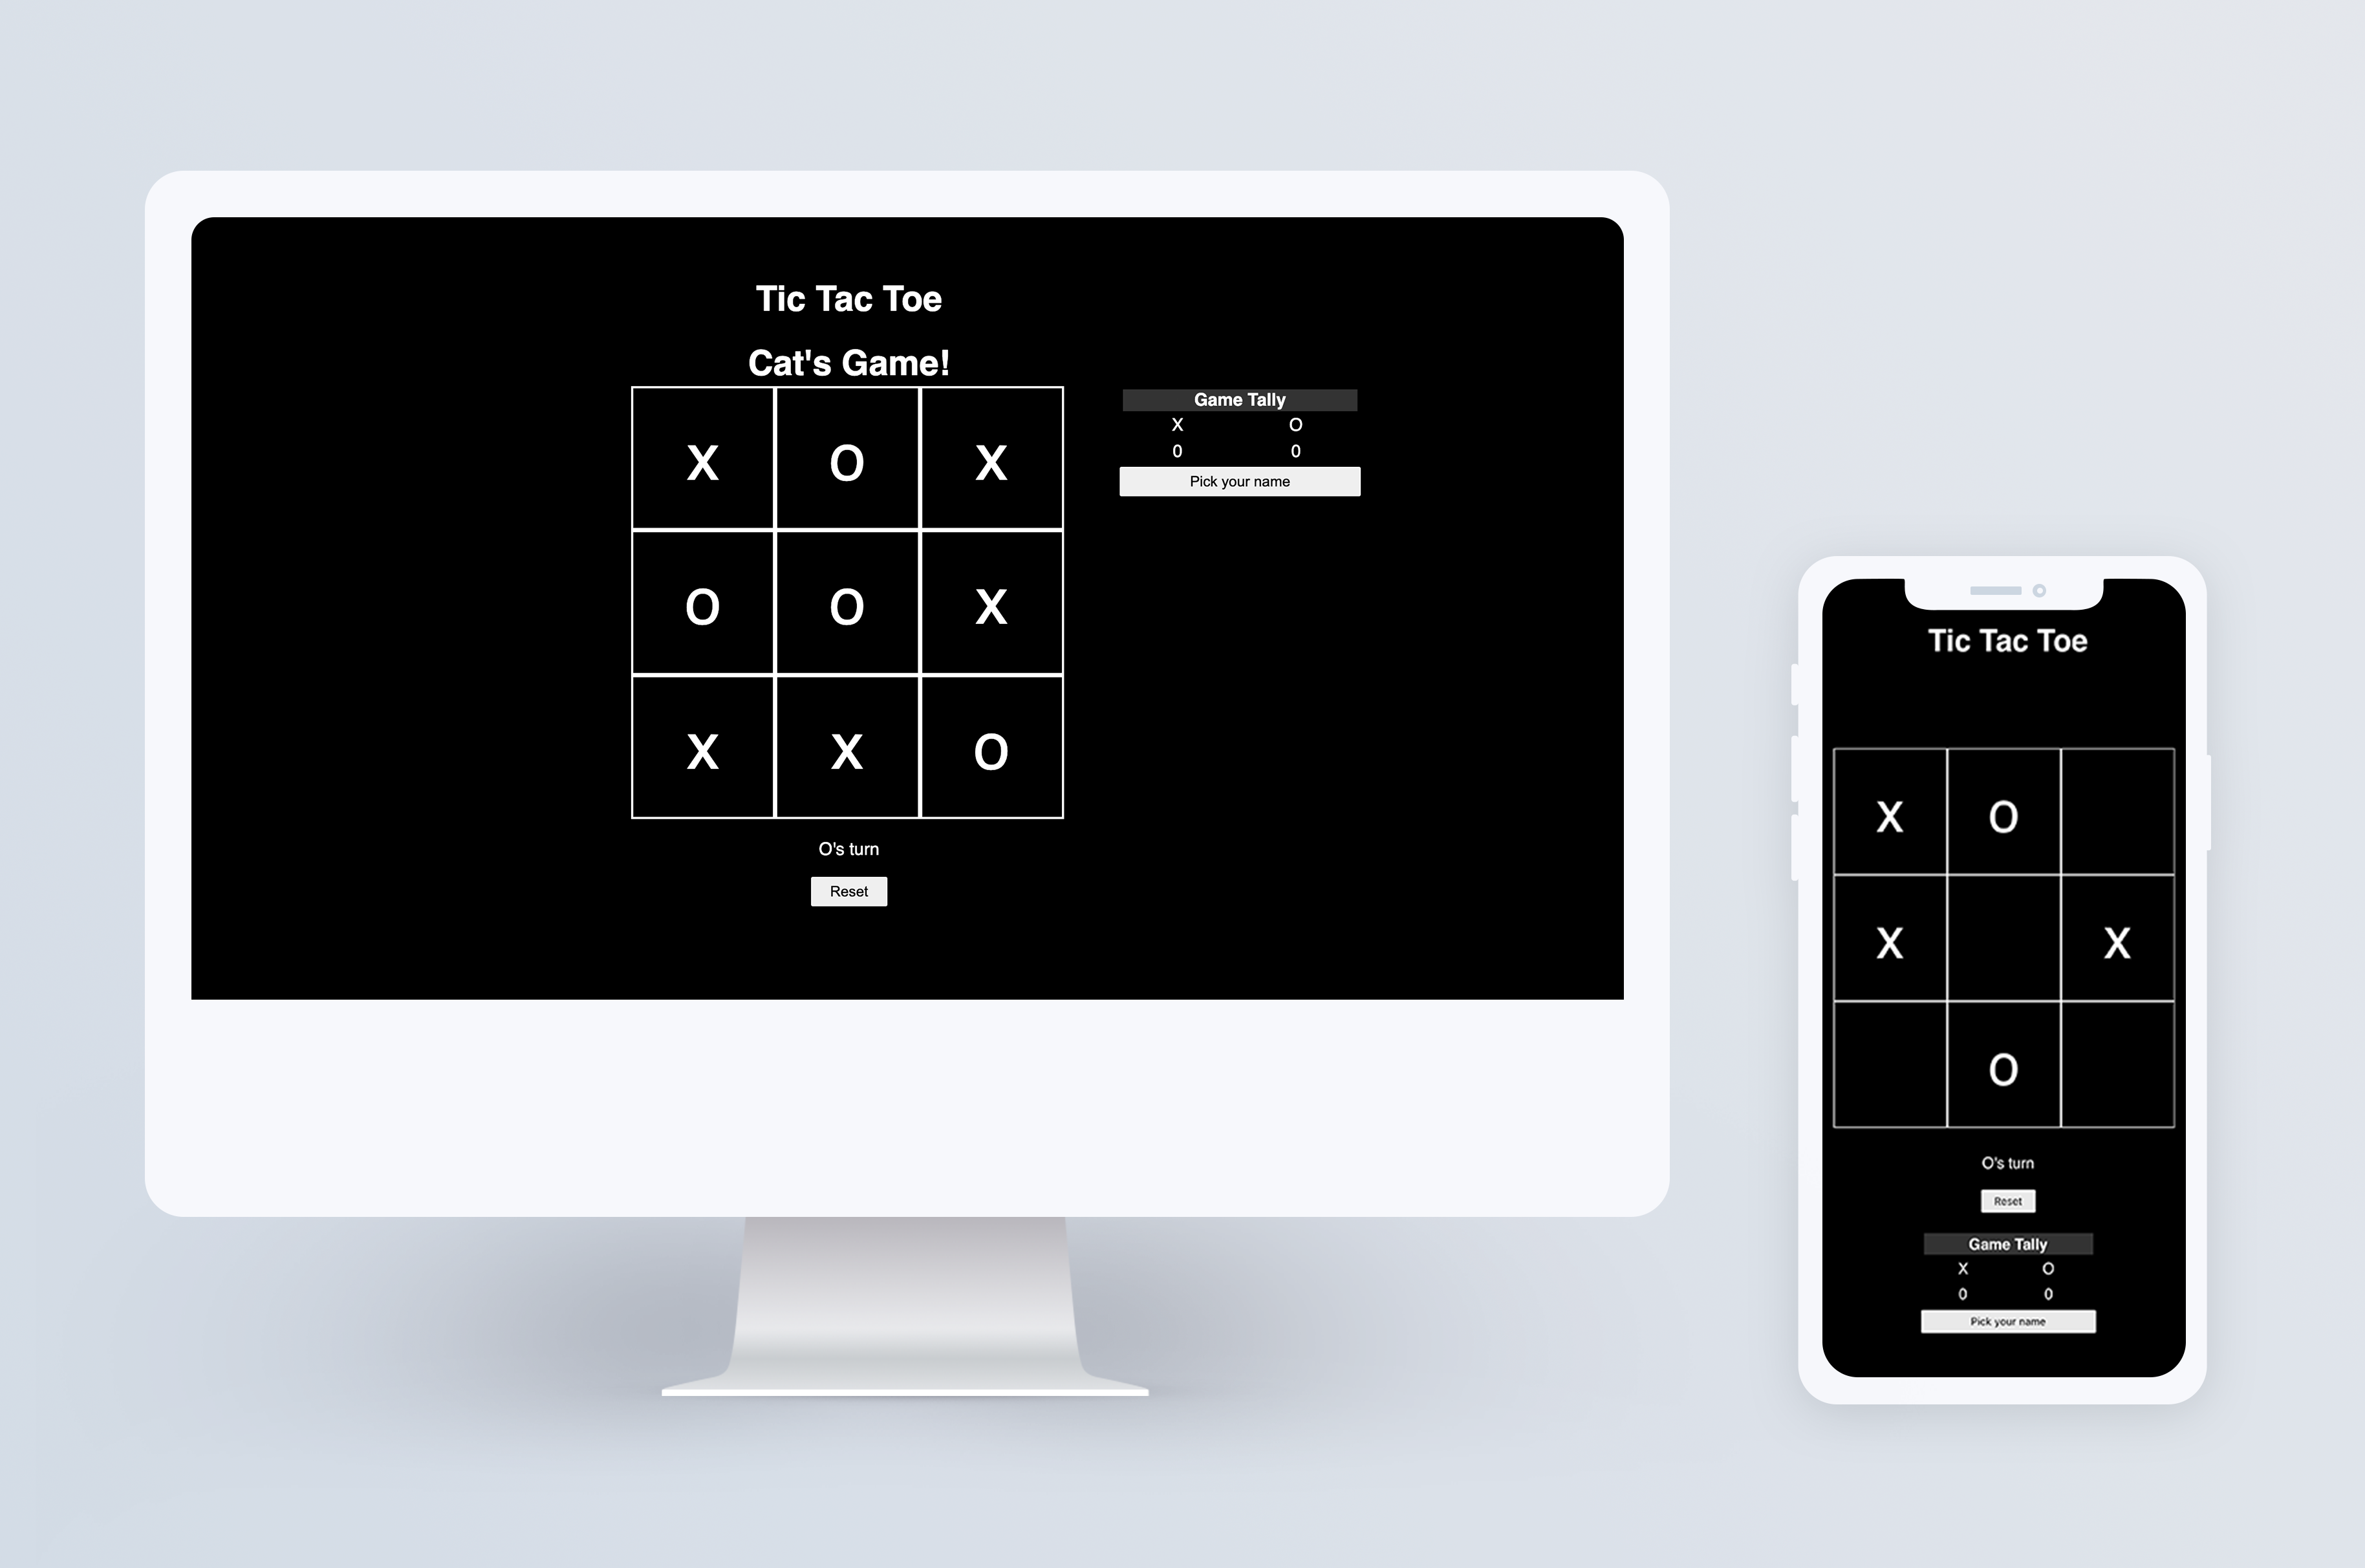 Tic Tac Toe
Cat's Game!
X O X
O O X
X X O
O's turn
Reset
Game Tally
X O
0 0
Pick your name
Tic Tac Toe
X O
X X
O
O's turn
Reset
Game Tally
X O
0 0
Pick your name